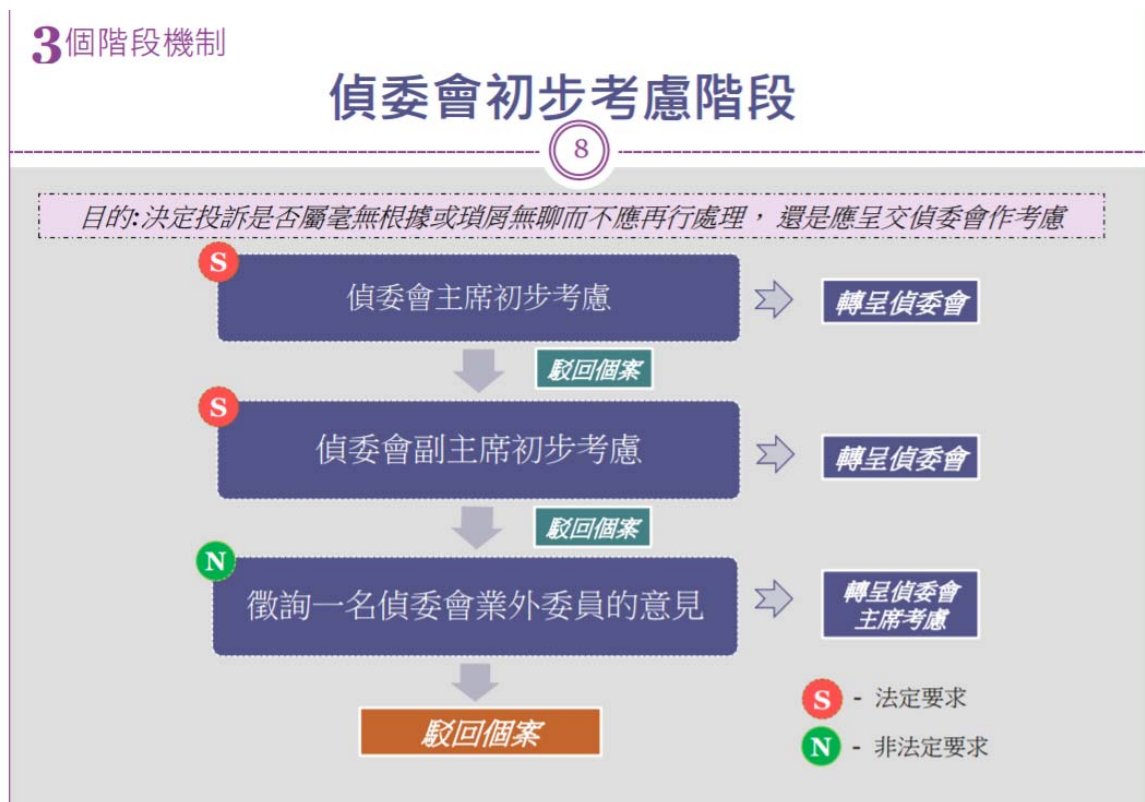 3個階段機制
偵委會初步考慮階段
8
目的:決定投訴是否屬毫無根據或瑣屑無聊而不應再行處理，還是應呈交偵委會作考慮
S
偵委會主席初步考慮
轉呈偵委會
駁回個案
S
偵委會副主席初步考慮
轉呈偵委會
駁回個案
N
徵詢一名偵委會業外委員的意見
轉呈偵委會
主席考慮
駁回個案
S - 法定要求
N - 非法定要求